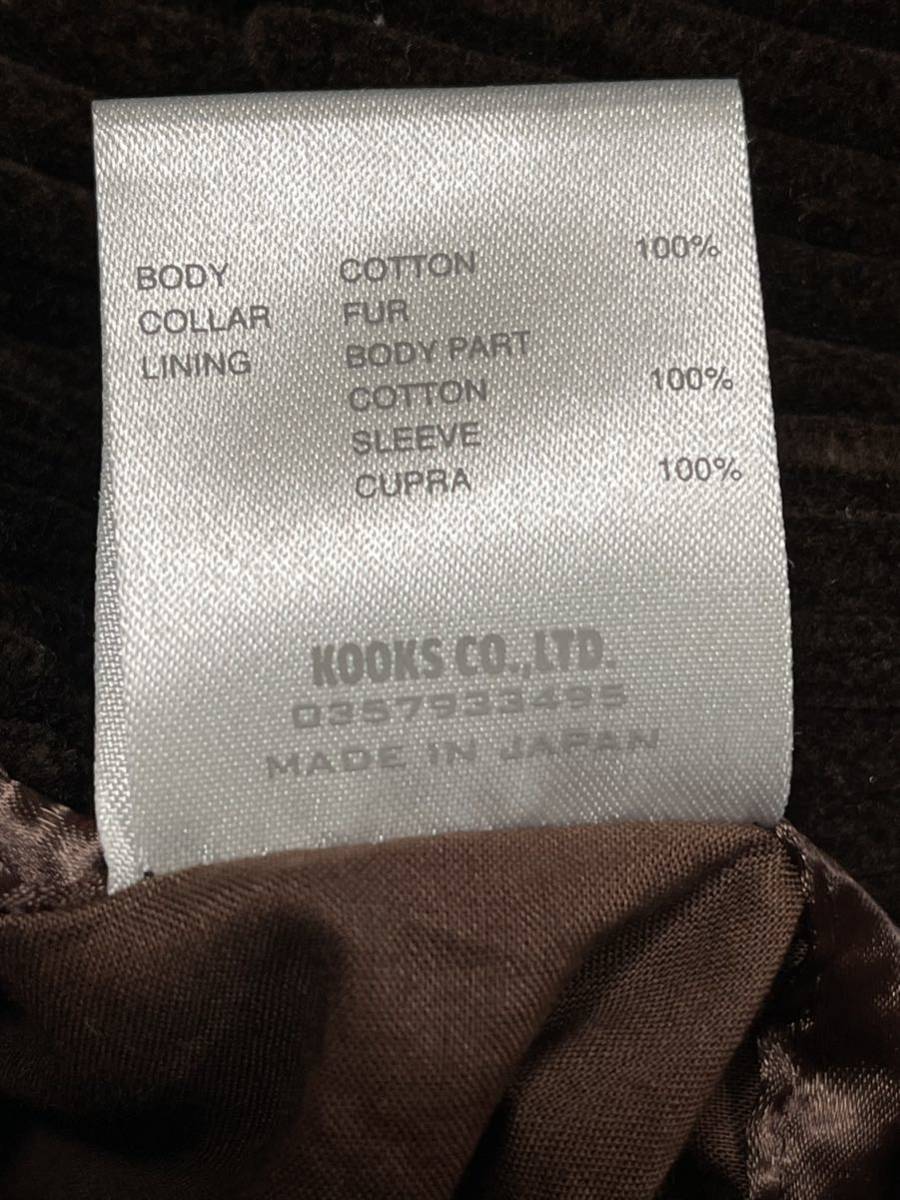 BODY COTTON 100%
COLLAR FUR
LINING BODY PART
COTTON 100%
SLEEVE
CUPRA 100%
KOOKS CO.,LTD.
0357933495
MADE IN JAPAN